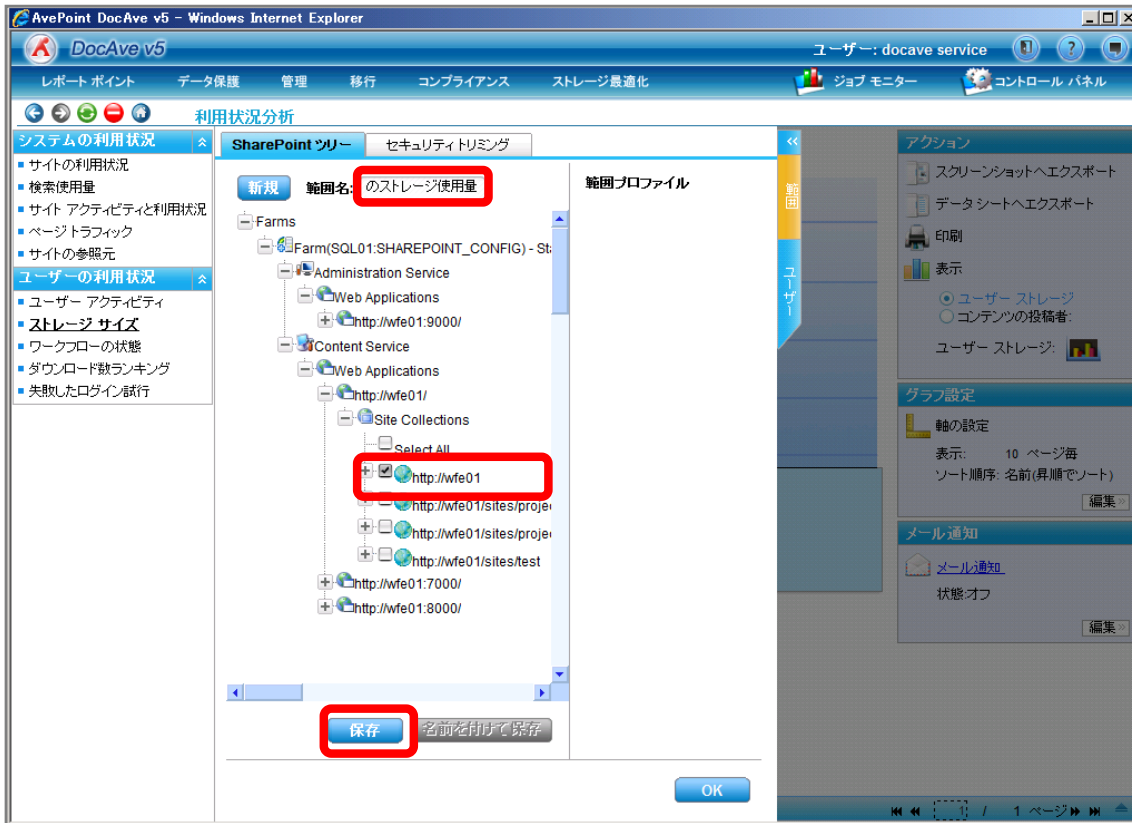 AvePoint DocAve v5 - Windows Internet Explorer
DocAve v5
ユーザー: docave service
レポート ポイント データ保護 管理 移行 コンプライアンス ストレージ最適化 ジョブ モニター コントロール パネル
利用状況分析
システムの利用状況
サイトの利用状況
検索使用量
サイト アクティビティと利用状況
ページトラフィック
サイトの参照元
ユーザーの利用状況
ユーザー アクティビティ
ストレージ サイズ
ワークフローの状態
ダウンロード数ランキング
失敗したログイン試行
SharePoint ツリー セキュリティトリミング
新規 範囲名: のストレージ使用量
Farms
Farm(SQL01:SHAREPOINT_CONFIG) - Sta
Administration Service
Web Applications
http://wfe01:9000/
Content Service
Web Applications
http://wfe01/
Site Collections
Select All
http://wfe01
http://wfe01/sites/projec
http://wfe01/sites/projec
http://wfe01/sites/test
http://wfe01:7000/
http://wfe01:8000/
保存 名前を付けて保存
範囲プロファイル
OK
範囲
ユーザー
アクション
スクリーンショットへエクスポート
データシートへエクスポート
印刷
表示
ユーザー ストレージ
コンテンツの投稿者:
ユーザー ストレージ:
グラフ設定
軸の設定
表示: 10 ページ毎
ソート順序: 名前(昇順でソート)
編集
メール通知
メール通知
状態:オフ
編集
1 / 1 ページ